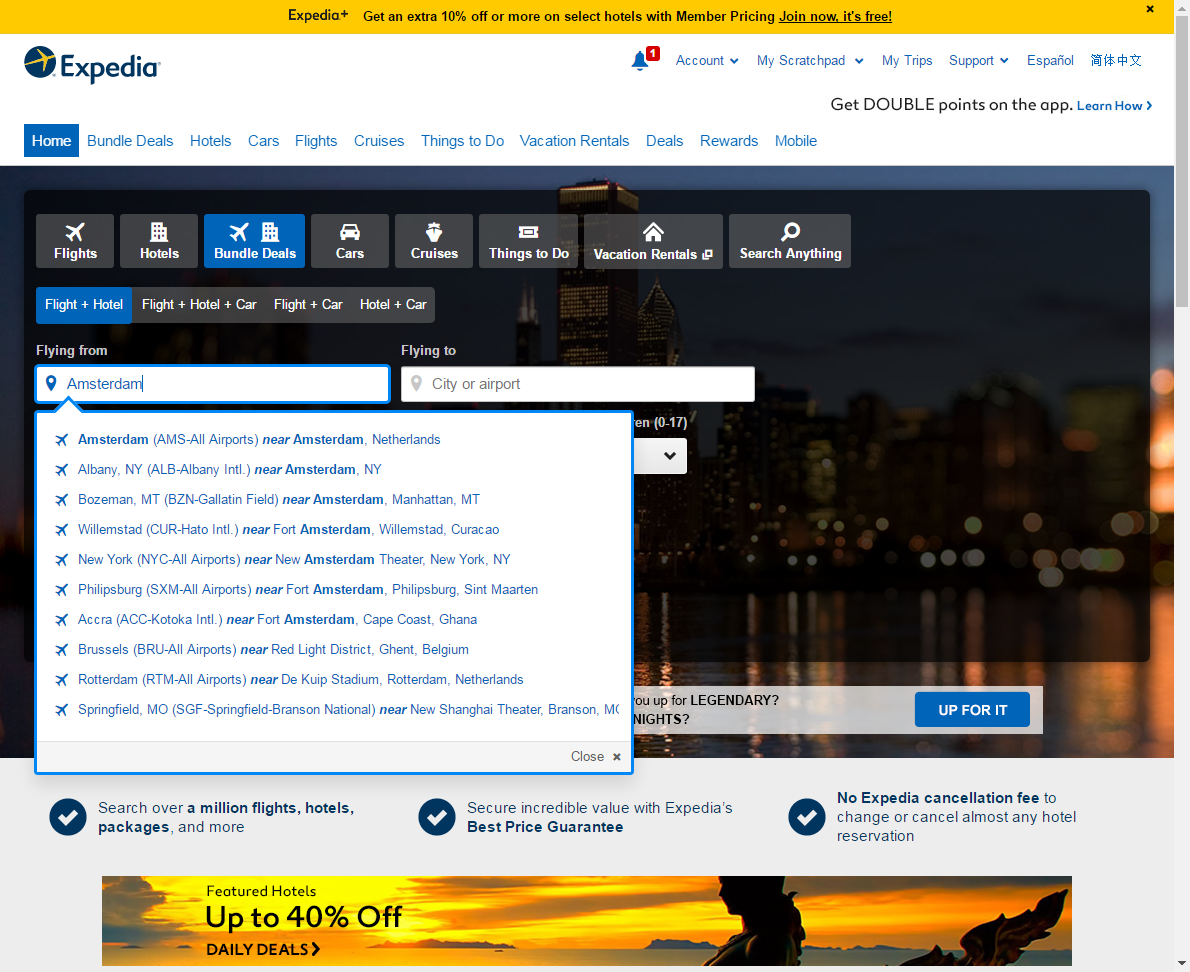 Expedia+ Get an extra 10% off or more on select hotels with Member Pricing Join now, it's free!
Expedia
1 Account My Scratchpad My Trips Support Español 简体中文
Get DOUBLE points on the app. Learn How
Home Bundle Deals Hotels Cars Flights Cruises Things to Do Vacation Rentals Deals Rewards Mobile
Flights Hotels Bundle Deals Cars Cruises Things to Do Vacation Rentals Search Anything
Flight + Hotel Flight + Hotel + Car Flight + Car Hotel + Car
Flying from Flying to
Amsterdam City or airport
(0-17)
Amsterdam (AMS-All Airports) near Amsterdam, Netherlands
Albany, NY (ALB-Albany Intl.) near Amsterdam, NY
Bozeman, MT (BZN-Gallatin Field) near Amsterdam, Manhattan, MT
Willemstad (CUR-Hato Intl.) near Fort Amsterdam, Willemstad, Curacao
New York (NYC-All Airports) near New Amsterdam Theater, New York, NY
Philipsburg (SXM-All Airports) near Fort Amsterdam, Philipsburg, Sint Maarten
Accra (ACC-Kotoka Intl.) near Fort Amsterdam, Cape Coast, Ghana
Brussels (BRU-All Airports) near Red Light District, Ghent, Belgium
Rotterdam (RTM-All Airports) near De Kuip Stadium, Rotterdam, Netherlands
Springfield, MO (SGF-Springfield-Branson National) near New Shanghai Theater, Branson, MO
Close
you up for LEGENDARY?
NIGHTS?
UP FOR IT
Search over a million flights, hotels,
packages, and more
Secure incredible value with Expedia’s
Best Price Guarantee
No Expedia cancellation fee to
change or cancel almost any hotel
reservation
Featured Hotels
Up to 40% Off
DAILY DEALS